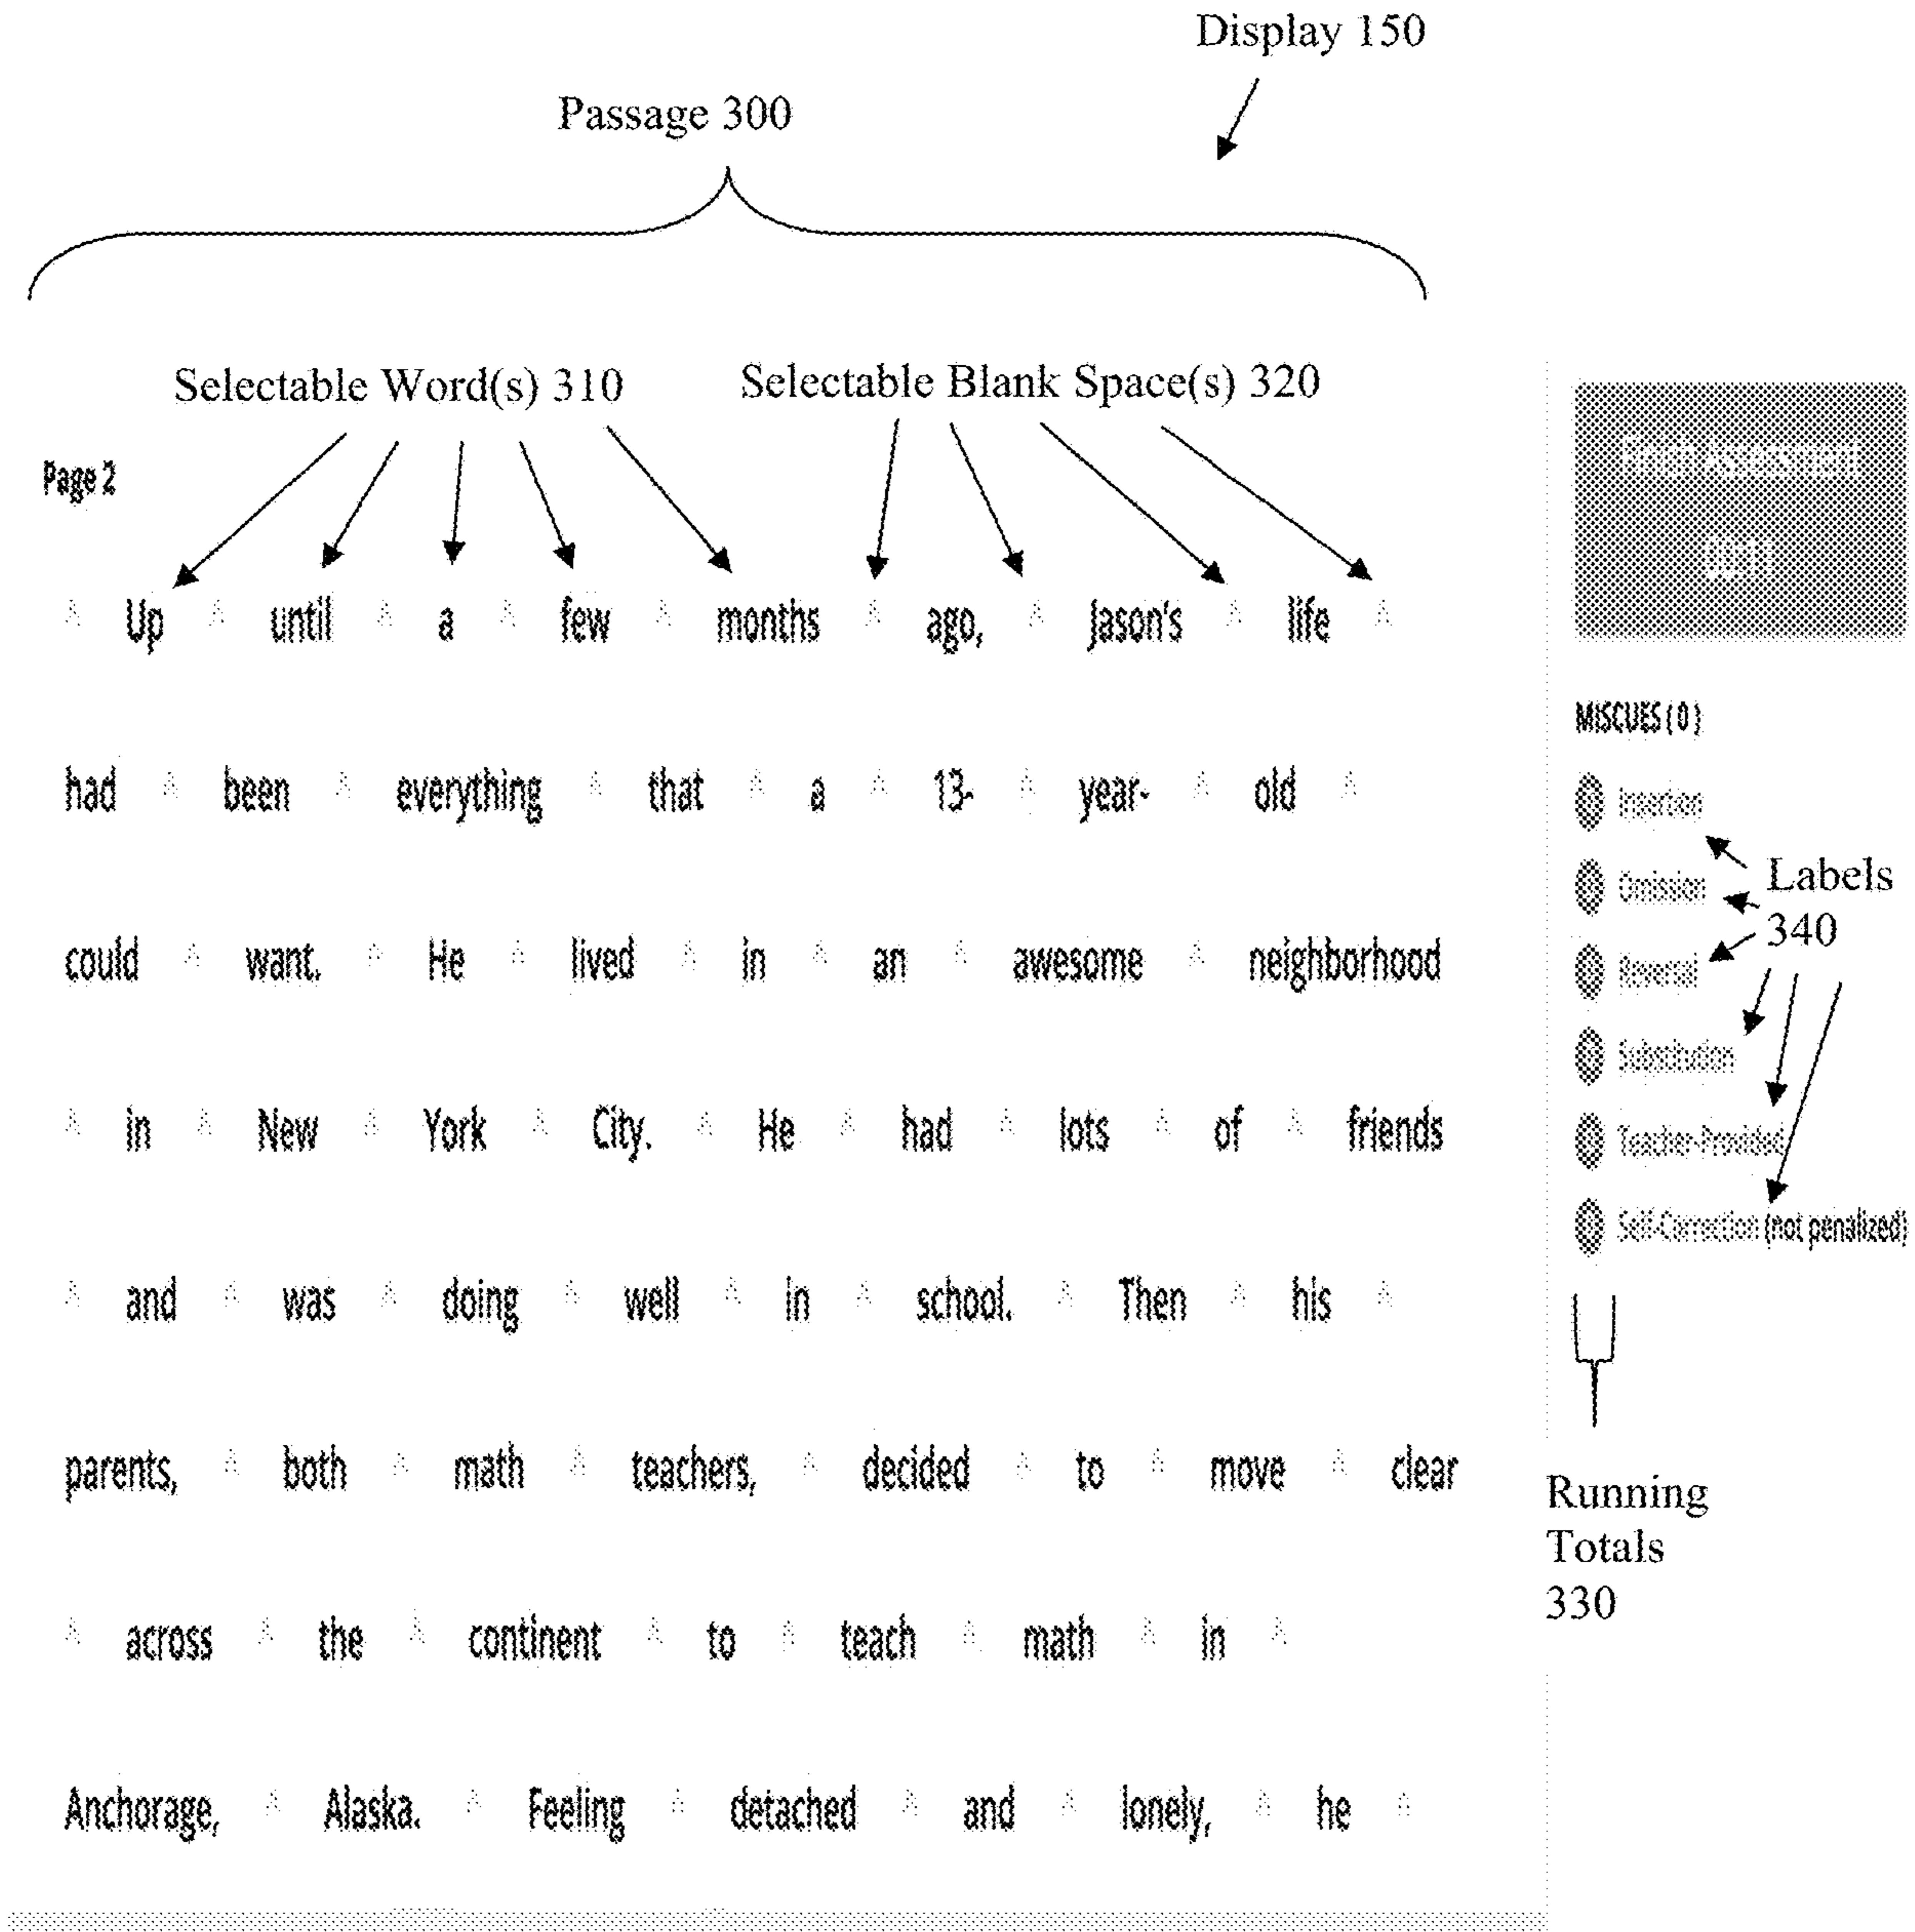 Display 150
Passage 300
Selectable Word(s) 310 Selectable Blank Space(s) 320
Page 2
Finish Assessment
00:11
Up until a few months ago, Jason's life
had been everything that a 13- year- old
could want. He lived in an awesome neighborhood
in New York City. He had lots of friends
and was doing well in school. Then his
parents, both math teachers, decided to move clear
across the continent to teach math in
Anchorage, Alaska. Feeling detached and lonely, he
MISCUES ( 0 )
Insertion
Omission
Reversal
Substitution
Teacher-Provided
Self-Correction (not penalized)
Labels
340
Running
Totals
330